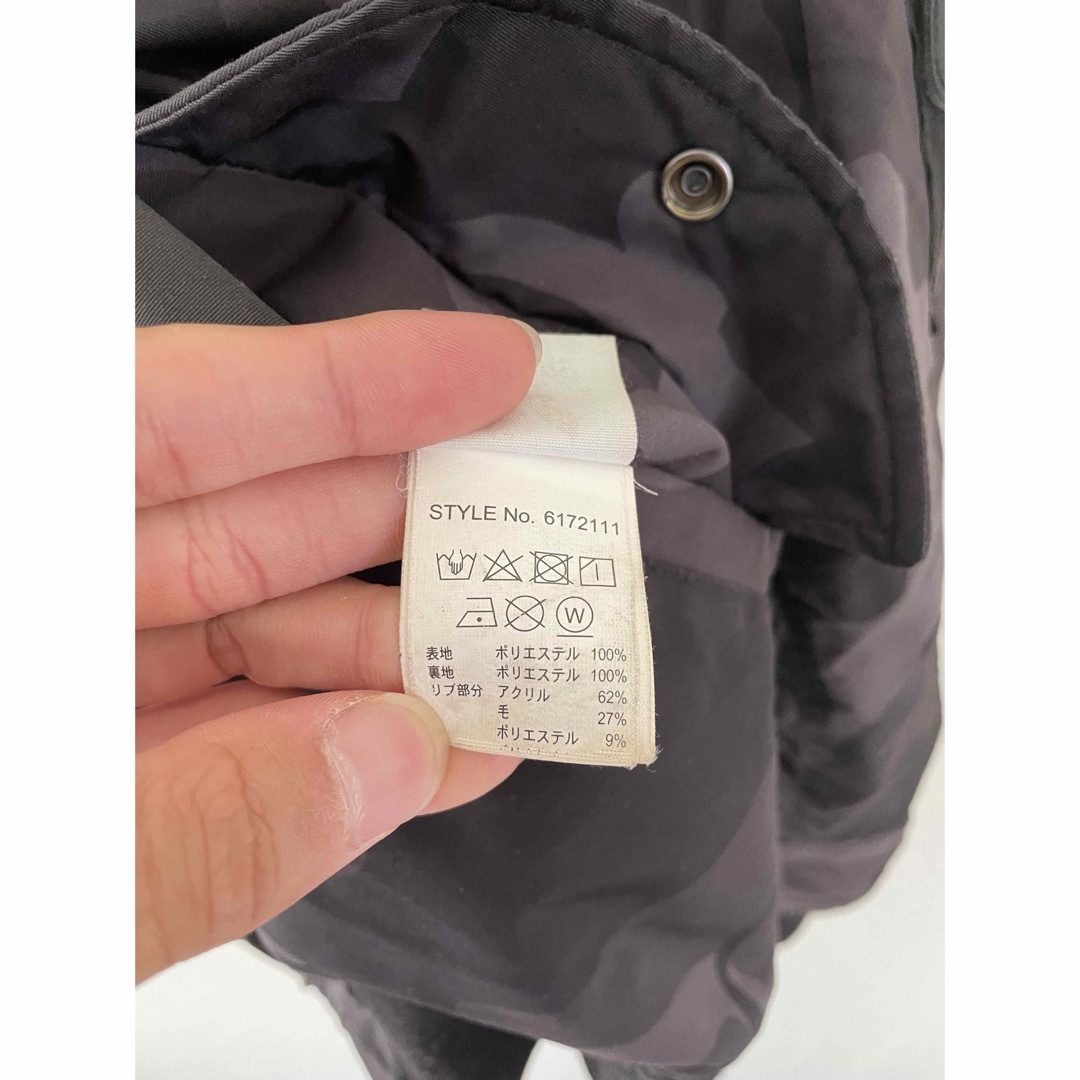 STYLE No. 6172111
W
表地 ポリエステル 100%
裏地 ポリエステル 100%
リブ部分 アクリル 62%
毛 27%
ポリエステル 9%